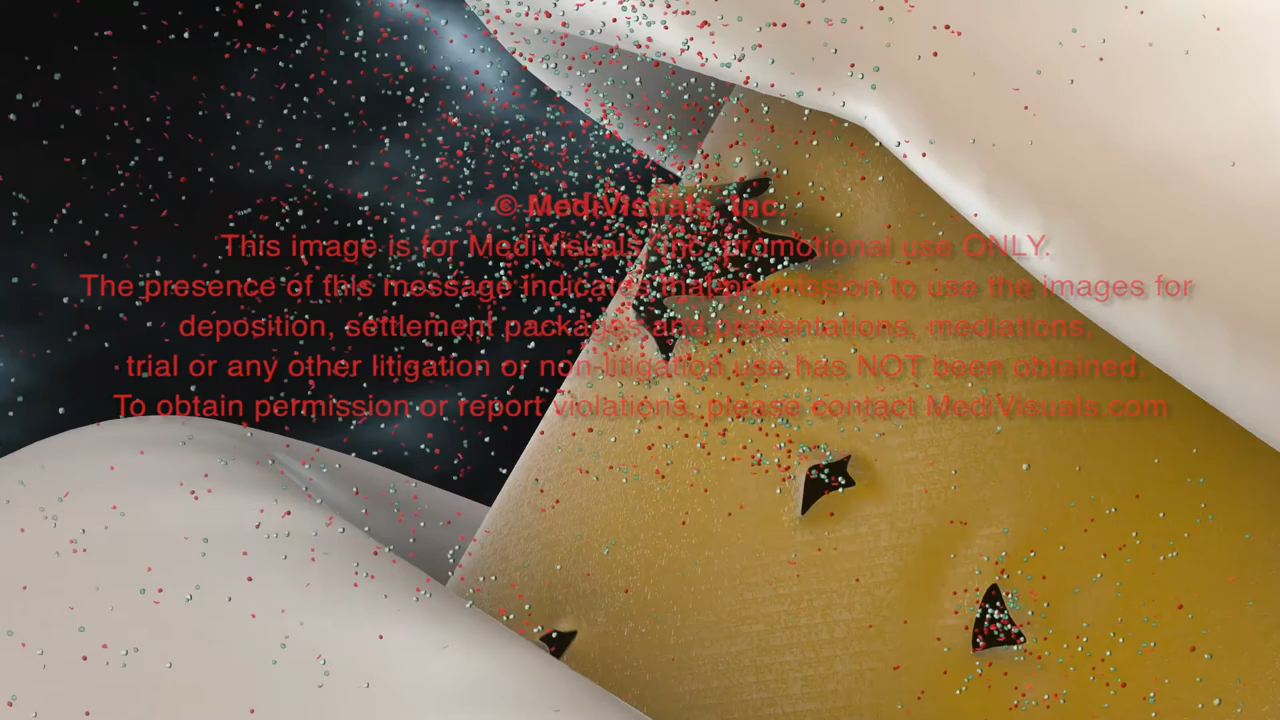 © MediVisuals, Inc.
This image is for MediVisuals, Inc. promotional use ONLY.
The presence of this message indicates that permission to use the images for
deposition, settlement packages and presentations, mediations,
trial or any other litigation or non-litigation use has NOT been obtained.
To obtain permission or report violations, please contact MediVisuals.com